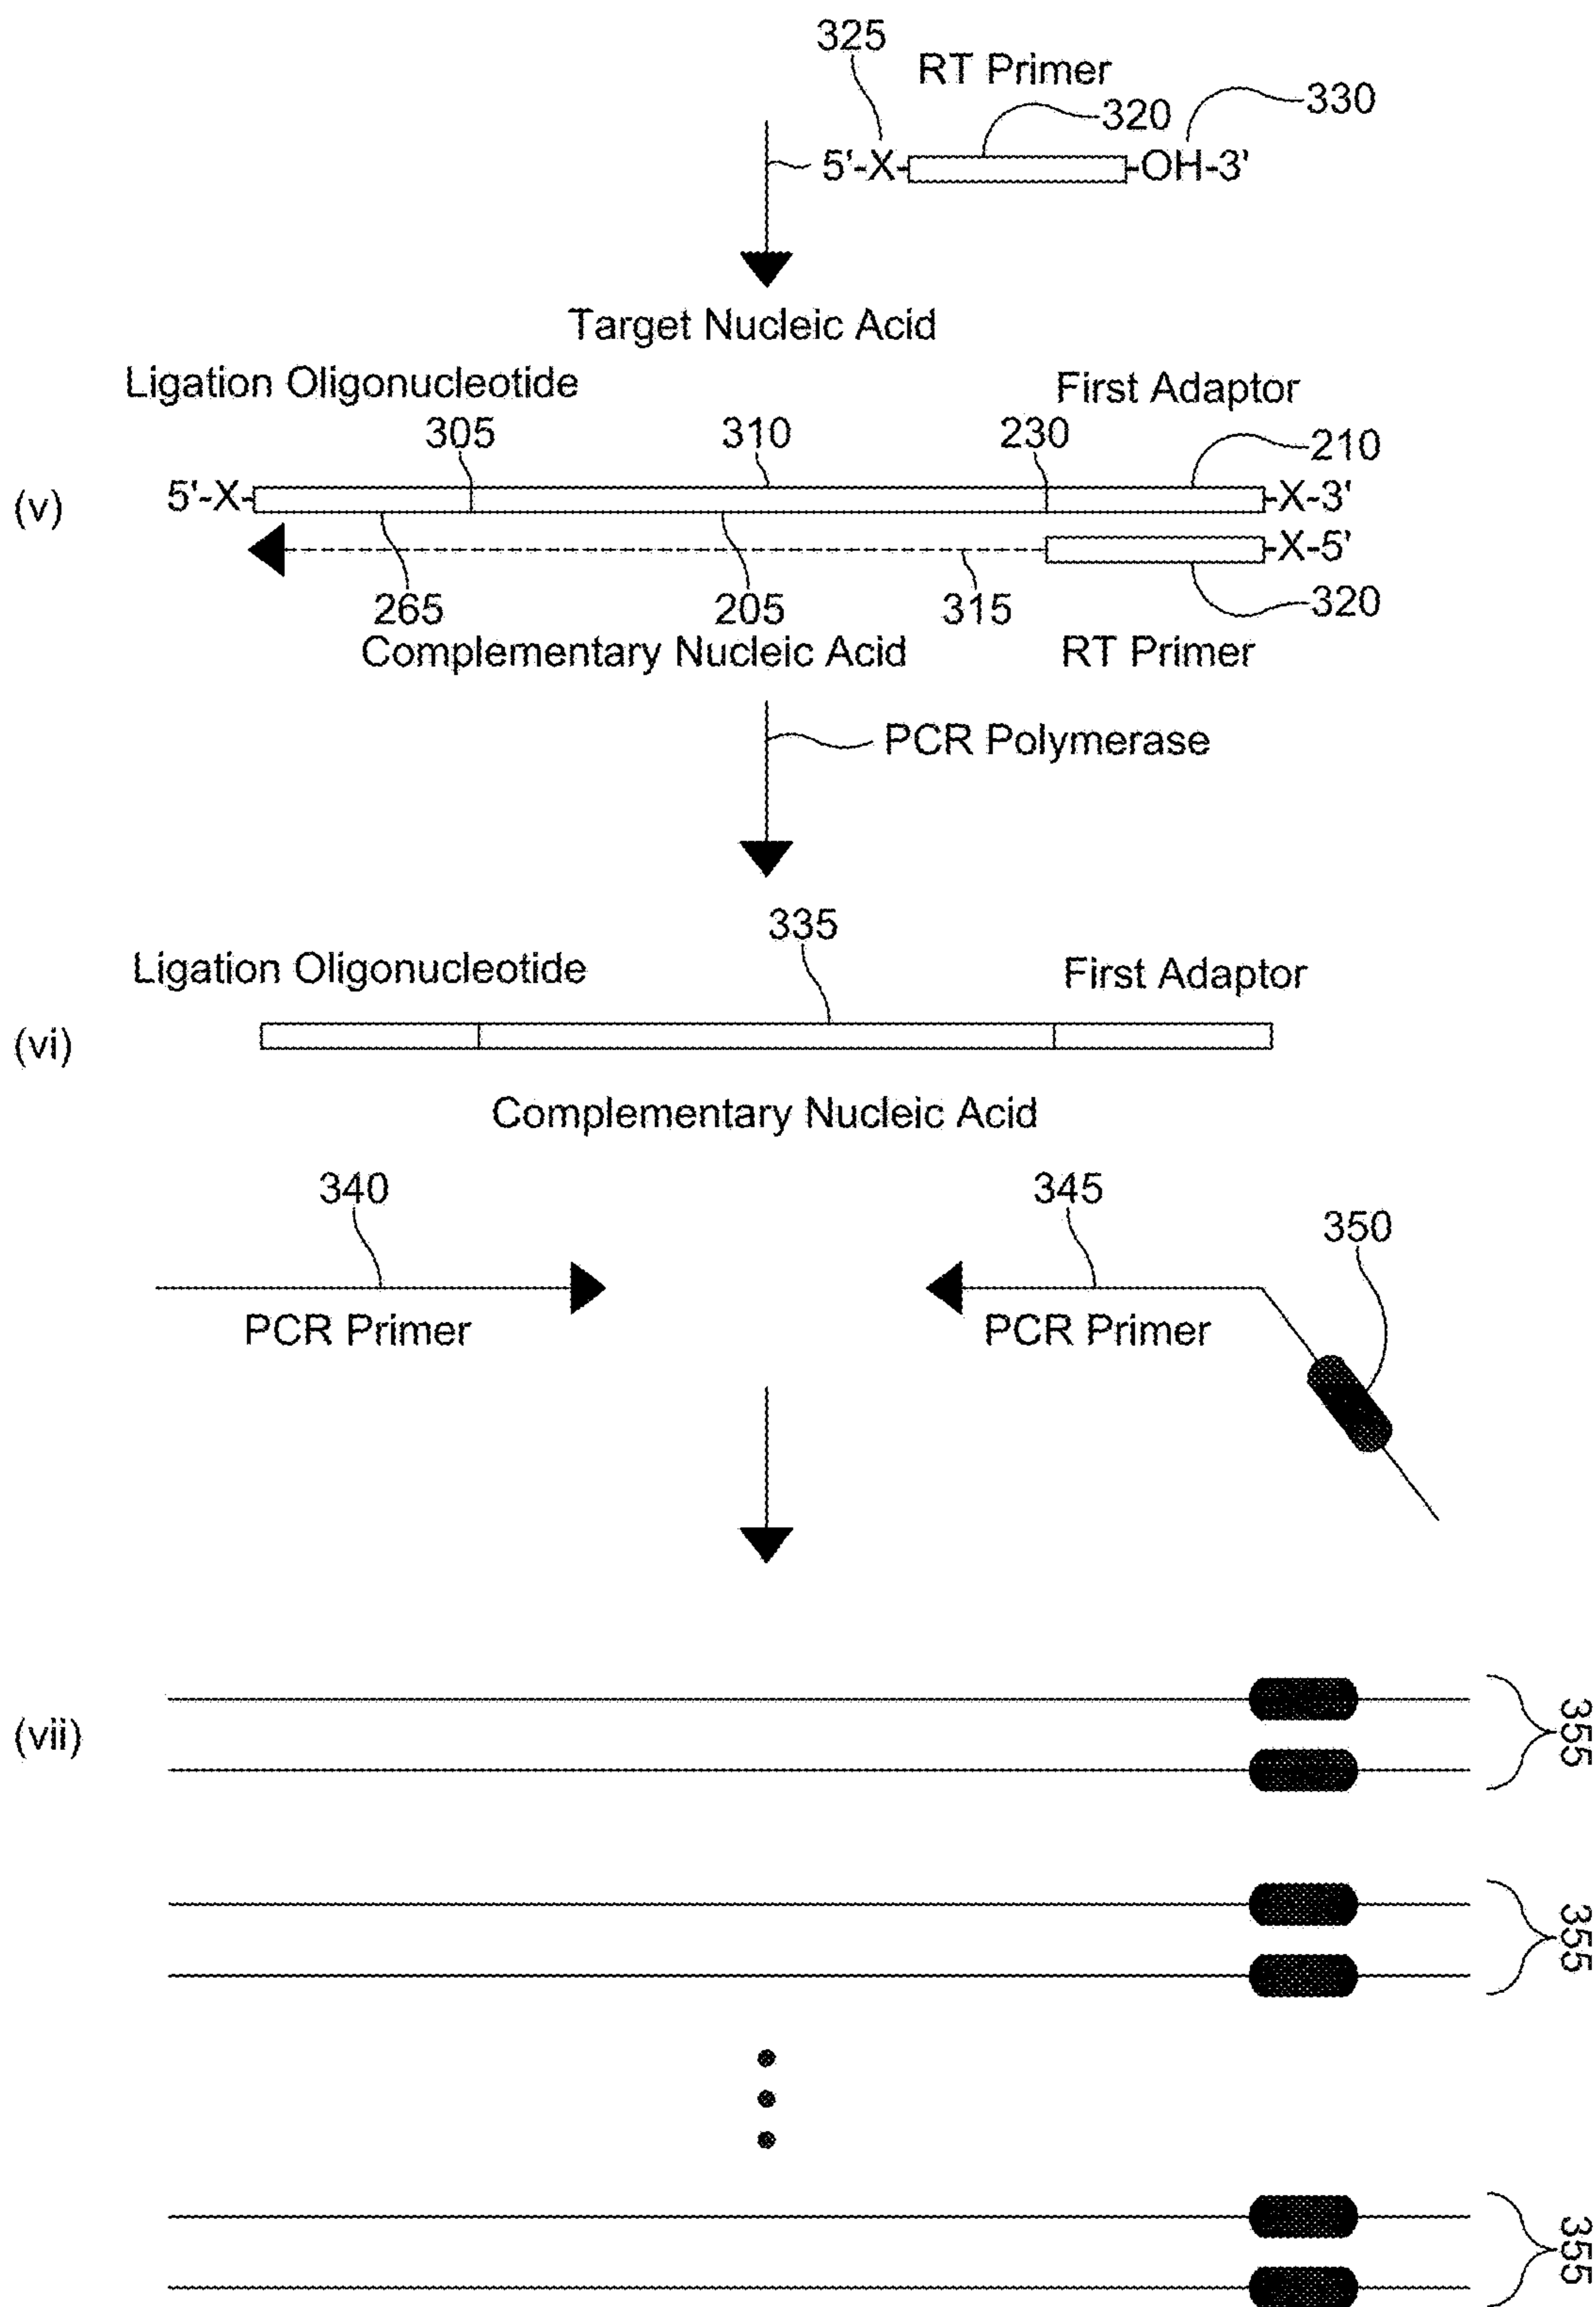 325
RT Primer
320
330
5'-X-
-OH-3'
Target Nucleic Acid
Ligation Oligonucleotide
First Adaptor
305
310
230
210
(v)
5'-X-
-X-3'
-X-5'
265
205
315
320
Complementary Nucleic Acid
RT Primer
PCR Polymerase
335
Ligation Oligonucleotide
First Adaptor
(vi)
Complementary Nucleic Acid
340
345
350
PCR Primer
PCR Primer
(vii)
355
355
355